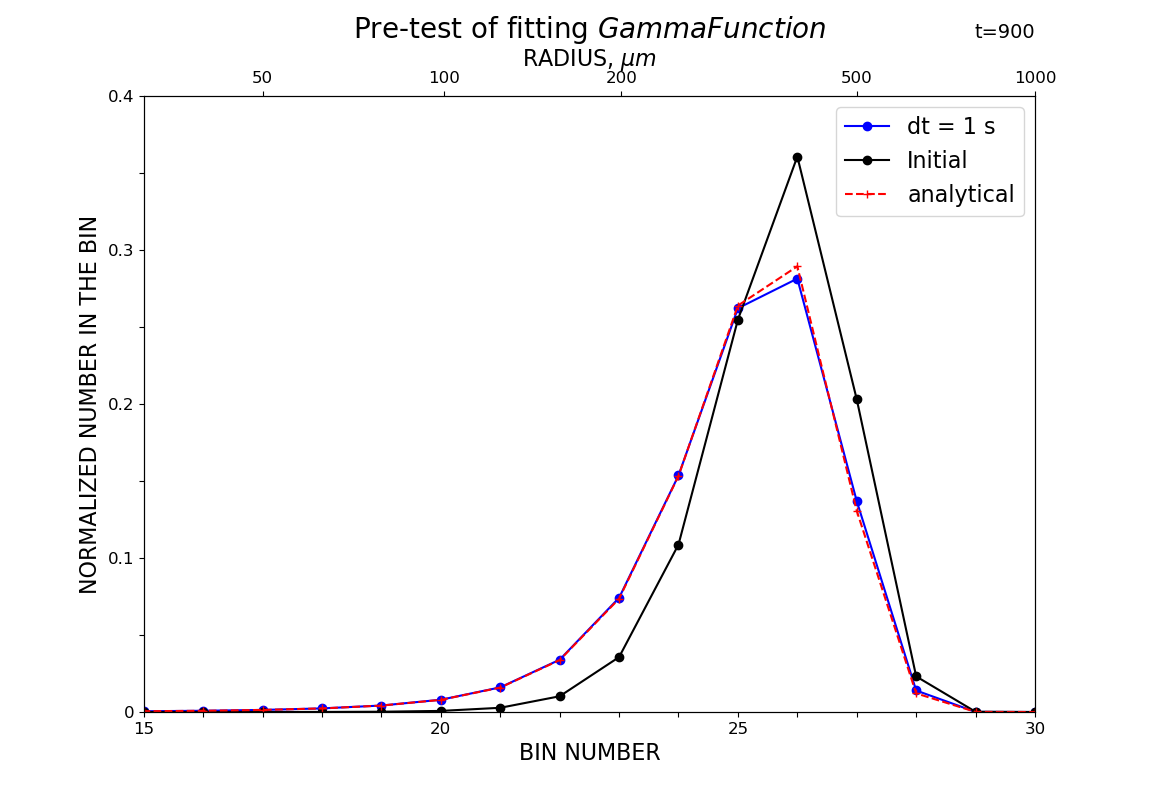 Pre-test of fitting GammaFunction
t=900
RADIUS, μm
50 100 200 500 1000
0.4
0.3
0.2
0.1
0
NORMALIZED NUMBER IN THE BIN
dt = 1 s
Initial
analytical
15 20 25 30
BIN NUMBER